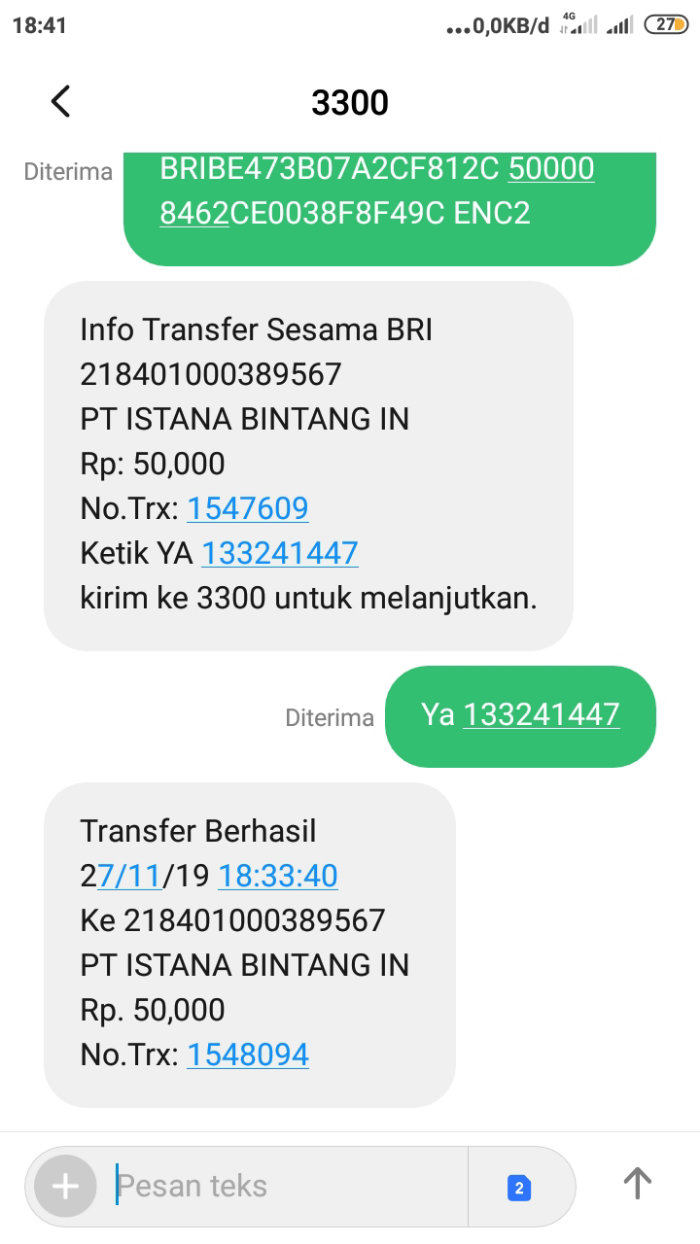 18:41
...0,0KB/d 4G 27
3300
Diterima
BRIBE473B07A2CF812C 50000
8462CE0038F8F49C ENC2
Info Transfer Sesama BRI
218401000389567
PT ISTANA BINTANG IN
Rp: 50,000
No.Trx: 1547609
Ketik YA 133241447
kirim ke 3300 untuk melanjutkan.
Diterima
Ya 133241447
Transfer Berhasil
27/11/19 18:33:40
Ke 218401000389567
PT ISTANA BINTANG IN
Rp. 50,000
No.Trx: 1548094
Pesan teks
2